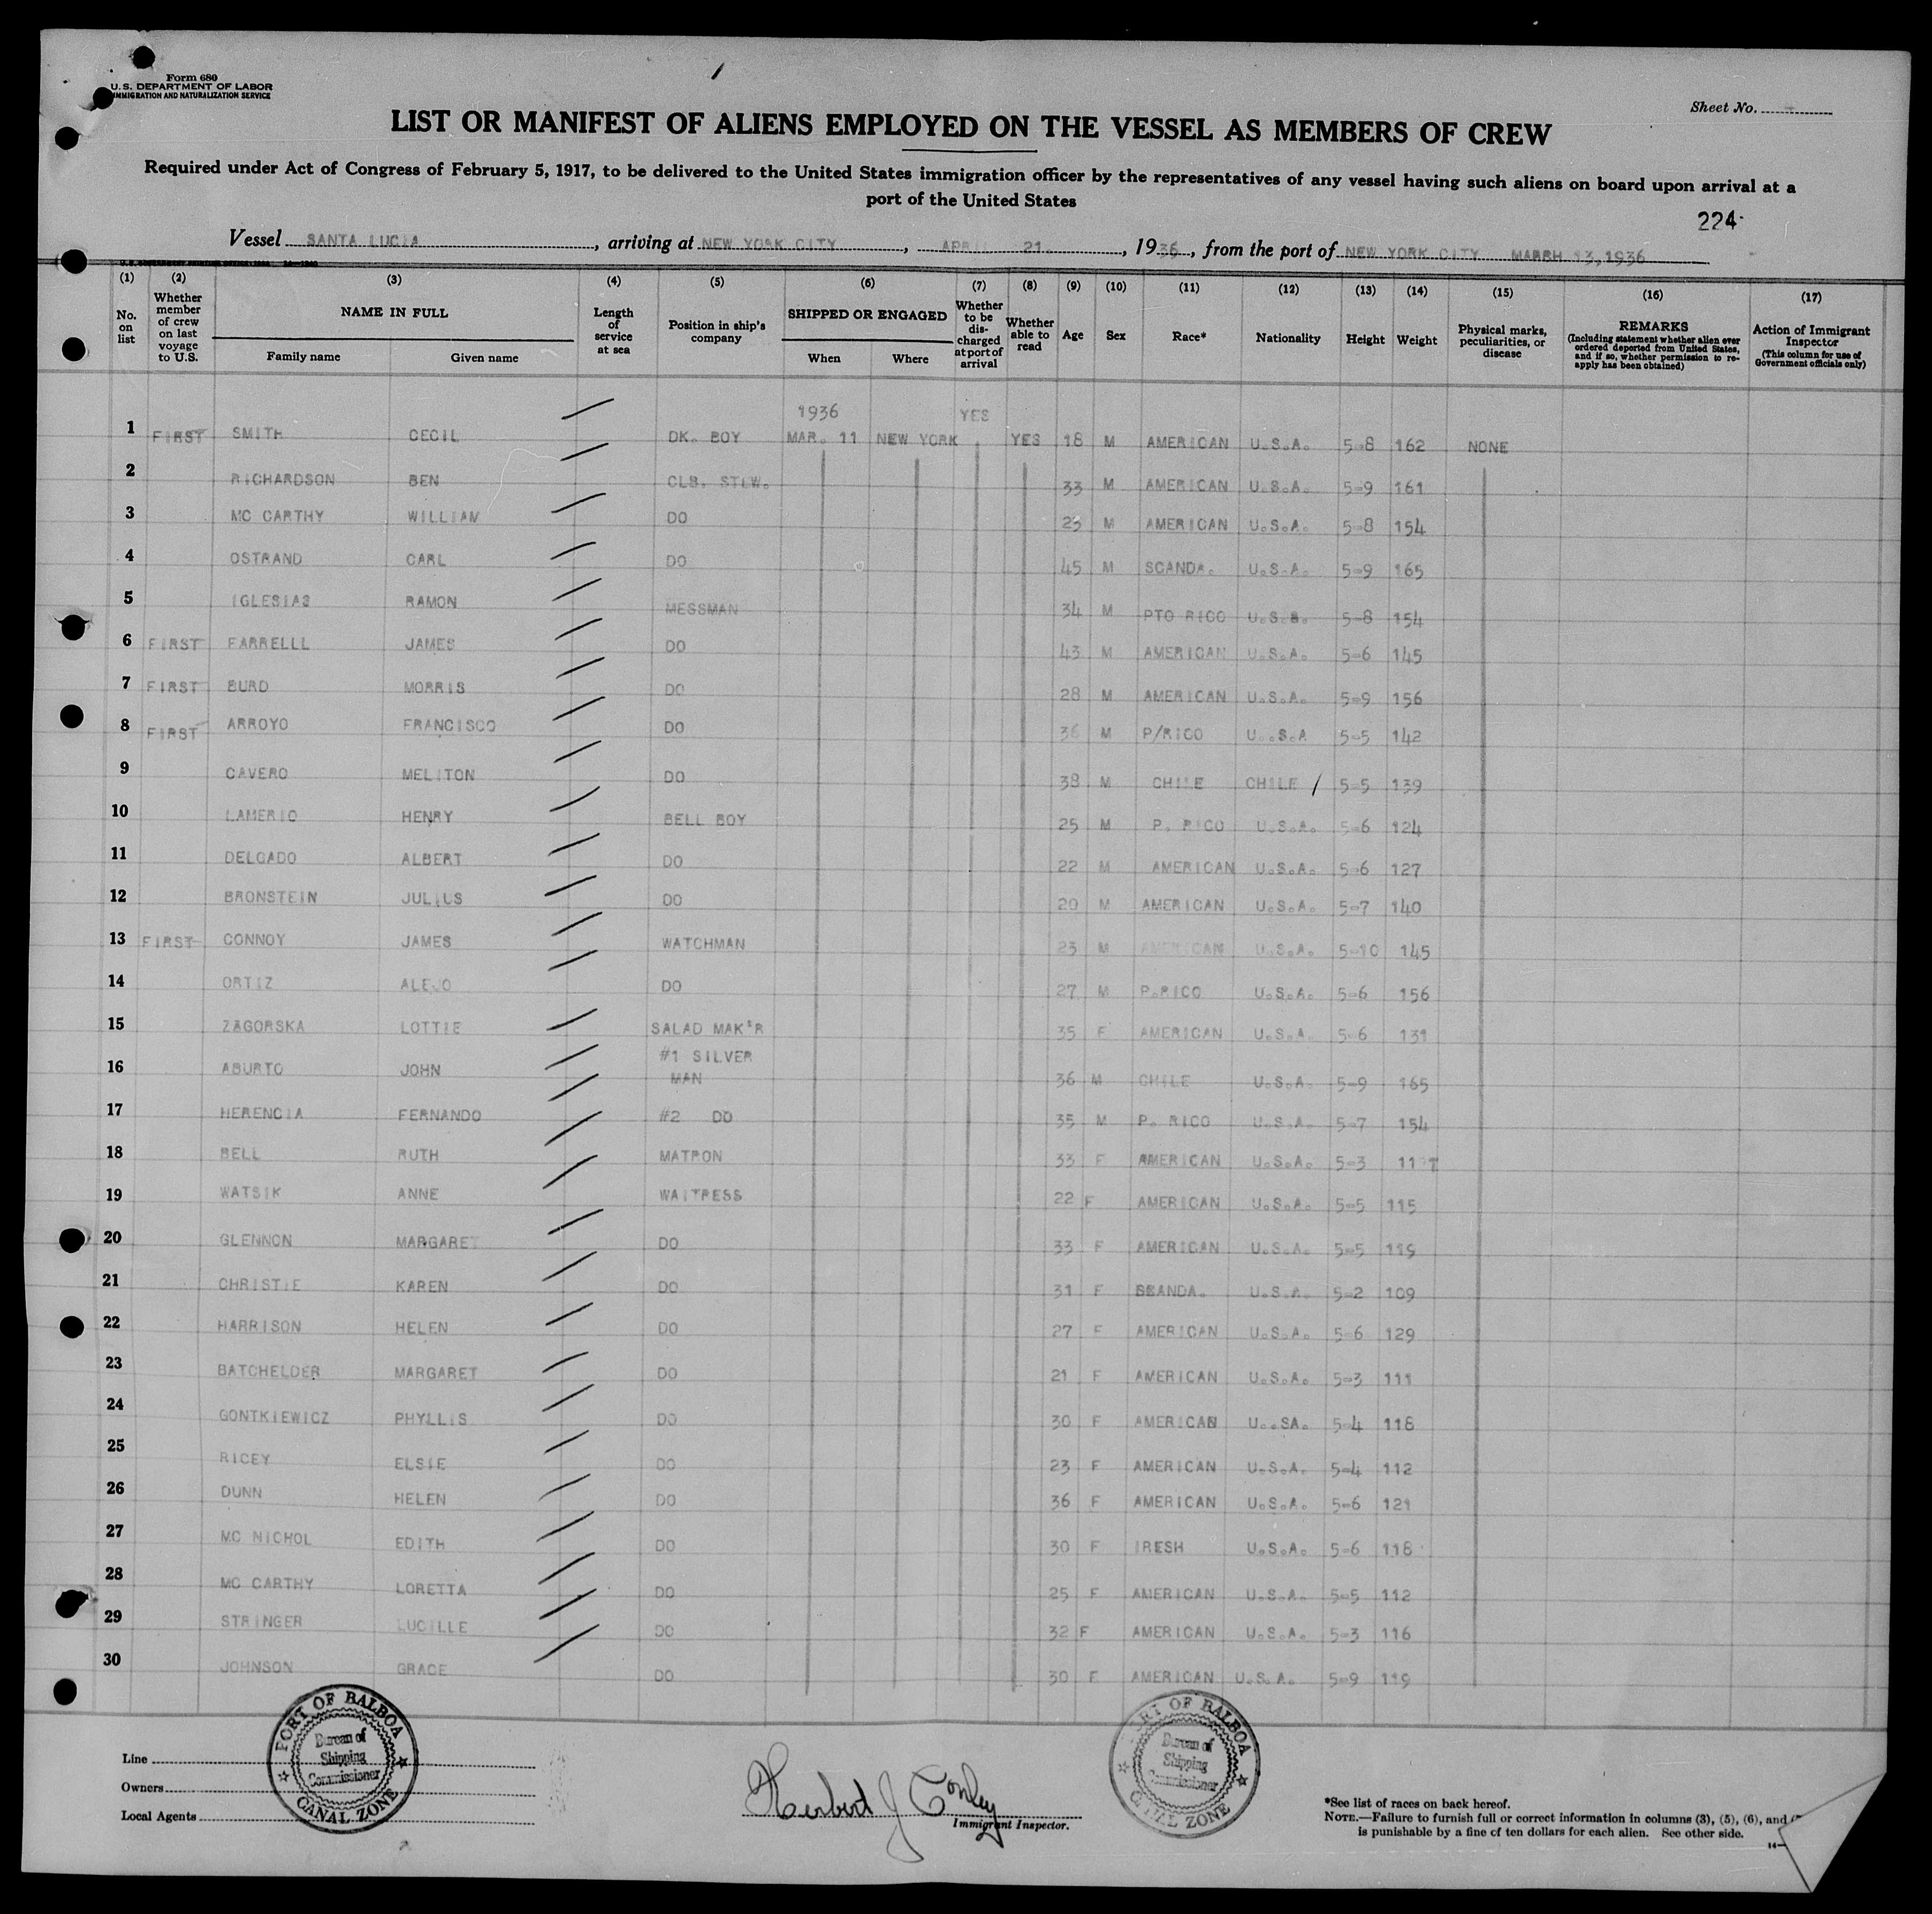 Form 680
U.S. DEPARTMENT OF LABOR
IMMIGRATION AND NATURALIZATION SERVICE
Sheet No.
LIST OR MANIFEST OF ALIENS EMPLOYED ON THE VESSEL AS MEMBERS OF CREW
Required under Act of Congress of February 5, 1917, to be delivered to the United States immigration officer by the representatives of any vessel having such aliens on board upon arrival at a
port of the United States
224
Vessel SANTA LUCIA, arriving at NEW YORK CITY, APRIL 21, 1936, from the port of NEW YORK CITY MARBH 13,1936
(1) (2) (3) (4) (5) (6) (7) (8) (9) (10) (11) (12) (13) (14) (15) (16) (17)
No. on list
Whether member of crew on last voyage to U.S.
NAME IN FULL
Family name Given name
Length of service at sea
Position in ship's company
SHIPPED OR ENGAGED
When Where
Whether to be discharged at port of arrival
Whether able to read
Age
Sex
Race*
Nationality
Height
Weight
Physical marks, peculiarities, or disease
REMARKS
(Including statement whether alien ever ordered deported from United States, and if so, whether permission to reapply has been obtained)
Action of Immigrant Inspector
(This column for use of Government officials only)
1936 YES
1 FIRST SMITH CECIL DK. BOY MAR. 11 NEW YORK YES 18 M AMERICAN U.S.A. 5-8 162 NONE
2 RICHARDSON BEN CLB. STEW. 33 M AMERICAN U.S.A. 5-9 161
3 MC CARTHY WILLIAM DO 23 M AMERICAN U.S.A. 5-8 154
4 OSTRAND CARL DO 45 M SCANDA. U.S.A. 5-9 165
5 IGLESIAS RAMON MESSMAN 34 M PTO RICO U.S.A. 5-8 154
6 FIRST FARRELLL JAMES DO 43 M AMERICAN U.S.A. 5-6 145
7 FIRST BURD MORRIS DO 28 M AMERICAN U.S.A. 5-9 156
8 FIRST ARROYO FRANCISCO DO 36 M P/RICO U..S.A 5-5 142
9 CAVERO MELITON DO 38 M CHILE CHILE / 5-5 139
10 LAMERIO HENRY BELL BOY 25 M P. RICO U.S.A. 5-6 124
11 DELGADO ALBERT DO 22 M AMERICAN U.S.A. 5-6 127
12 BRONSTEIN JULIUS DO 20 M AMERICAN U.S.A. 5-7 140
13 FIRST CONNOY JAMES WATCHMAN 23 M AMERICAN U.S.A. 5-10 145
14 ORTIZ ALEJO DO 27 M P.RICO U.S.A. 5-6 156
15 ZAGORSKA LOTTIE SALAD MAK'R 35 F AMERICAN U.S.A. 5-6 131
16 ABURTO JOHN #1 SILVER MAN 36 M CHILE U.S.A. 5-9 165
17 HERENCIA FERNANDO #2 DO 35 M P. RICO U.S.A. 5-7 154
18 BELL RUTH MATRON 33 F AMERICAN U.S.A. 5-3
19 WATSIK ANNE WAITRESS 22 F AMERICAN U.S.A. 5-5 115
20 GLENNON MARGARET DO 33 F AMERICAN U.S.A. 5-5 119
21 CHRISTIE KAREN DO 31 F SEANDA. U.S.A. 5-2 109
22 HARRISON HELEN DO 27 F AMERICAN U.S.A. 5-6 129
23 BATCHELDER MARGARET DO 21 F AMERICAN U.S.A. 5-3 111
24 GONTKIEWICZ PHYLLIS DO 30 F AMERICAN U..SA. 5-4 118
25 RICEY ELSIE DO 23 F AMERICAN U.S.A. 5-4 112
26 DUNN HELEN DO 36 F AMERICAN U.S.A. 5-6 121
27 MC NICHOL EDITH DO 30 F IRESH U.S.A. 5-6 118
28 MC CARTHY LORETTA DO 25 F AMERICAN U.S.A. 5-5 112
29 STRINGER LUCILLE DO 32 F AMERICAN U.S.A. 5-3 116
30 JOHNSON GRACE DO 30 F AMERICAN U.S.A. 5-9 119
PORT OF BALBOA
Bureau of
Shipping
Commissioner
CANAL ZONE
PORT OF BALBOA
Bureau of
Shipping
Commissioner
CANAL ZONE
Line
Owners
Local Agents
Herbert J Conley
Immigrant Inspector.
*See list of races on back hereof.
NOTE.—Failure to furnish full or correct information in columns (3), (5), (6), and
is punishable by a fine of ten dollars for each alien. See other side.